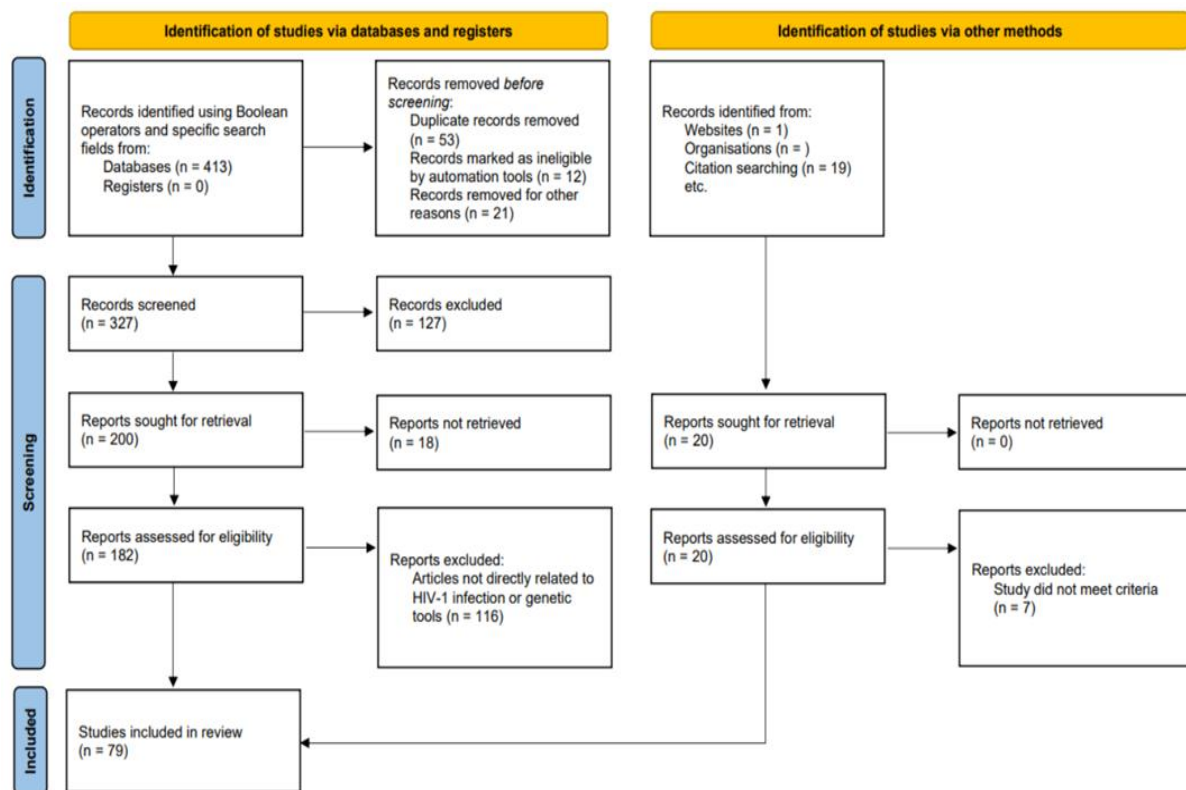 Identification of studies via databases and registers
Identification of studies via other methods
Identification
Records identified using Boolean
operators and specific search
fields from:
Databases (n = 413)
Registers (n = 0)
Records removed before
screening:
Duplicate records removed
(n = 53)
Records marked as ineligible
by automation tools (n = 12)
Records removed for other
reasons (n = 21)
Records identified from:
Websites (n = 1)
Organisations (n = )
Citation searching (n = 19)
etc.
Screening
Records screened
(n = 327)
Records excluded
(n = 127)
Reports sought for retrieval
(n = 200)
Reports not retrieved
(n = 18)
Reports sought for retrieval
(n = 20)
Reports not retrieved
(n = 0)
Reports assessed for eligibility
(n = 182)
Reports excluded:
Articles not directly related to
HIV-1 infection or genetic
tools (n = 116)
Reports assessed for eligibility
(n = 20)
Reports excluded:
Study did not meet criteria
(n = 7)
Included
Studies included in review
(n = 79)